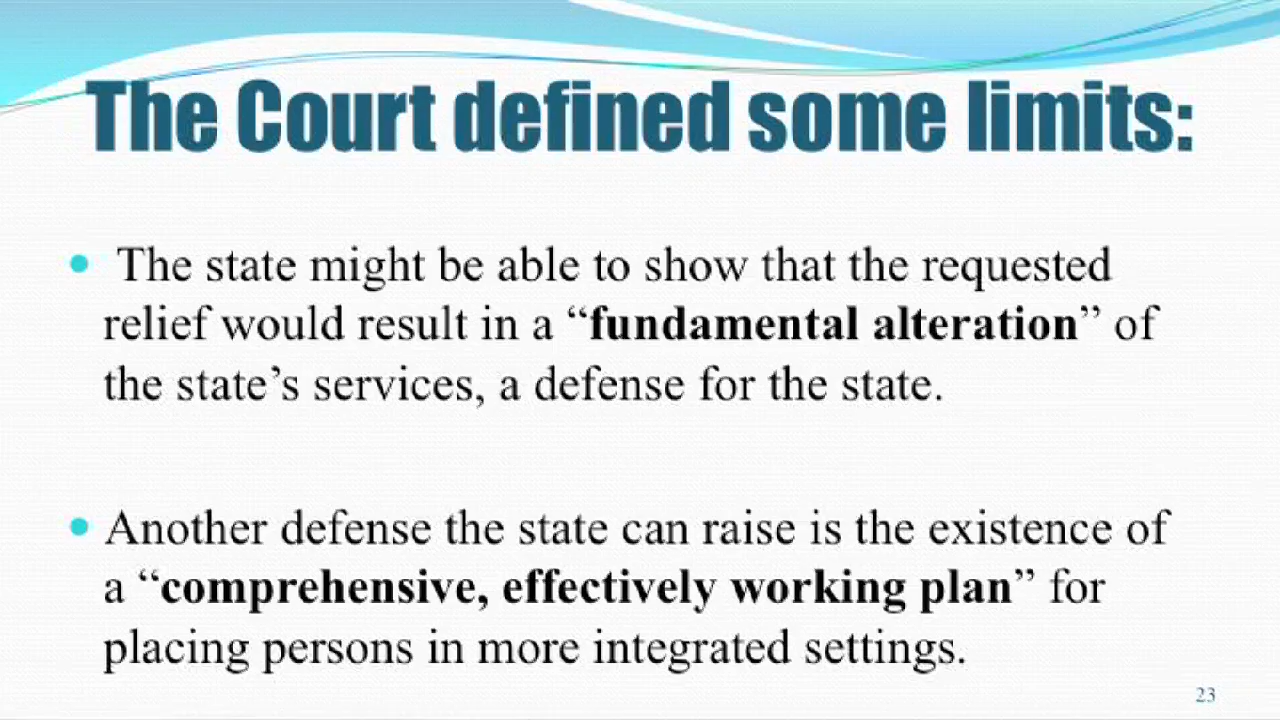 The Court defined some limits:
• The state might be able to show that the requested
relief would result in a “fundamental alteration” of
the state’s services, a defense for the state.
• Another defense the state can raise is the existence of
a “comprehensive, effectively working plan” for
placing persons in more integrated settings.
23